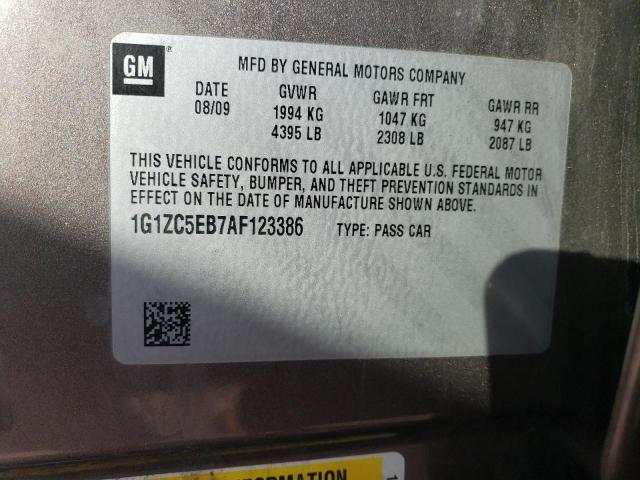 GM
MFD BY GENERAL MOTORS COMPANY
DATE GVWR GAWR FRT GAWR RR
08/09 1994 KG 1047 KG 947 KG
4395 LB 2308 LB 2087 LB
THIS VEHICLE CONFORMS TO ALL APPLICABLE U.S. FEDERAL MOTOR
VEHICLE SAFETY, BUMPER, AND THEFT PREVENTION STANDARDS IN
EFFECT ON THE DATE OF MANUFACTURE SHOWN ABOVE.
1G1ZC5EB7AF123386 TYPE: PASS CAR